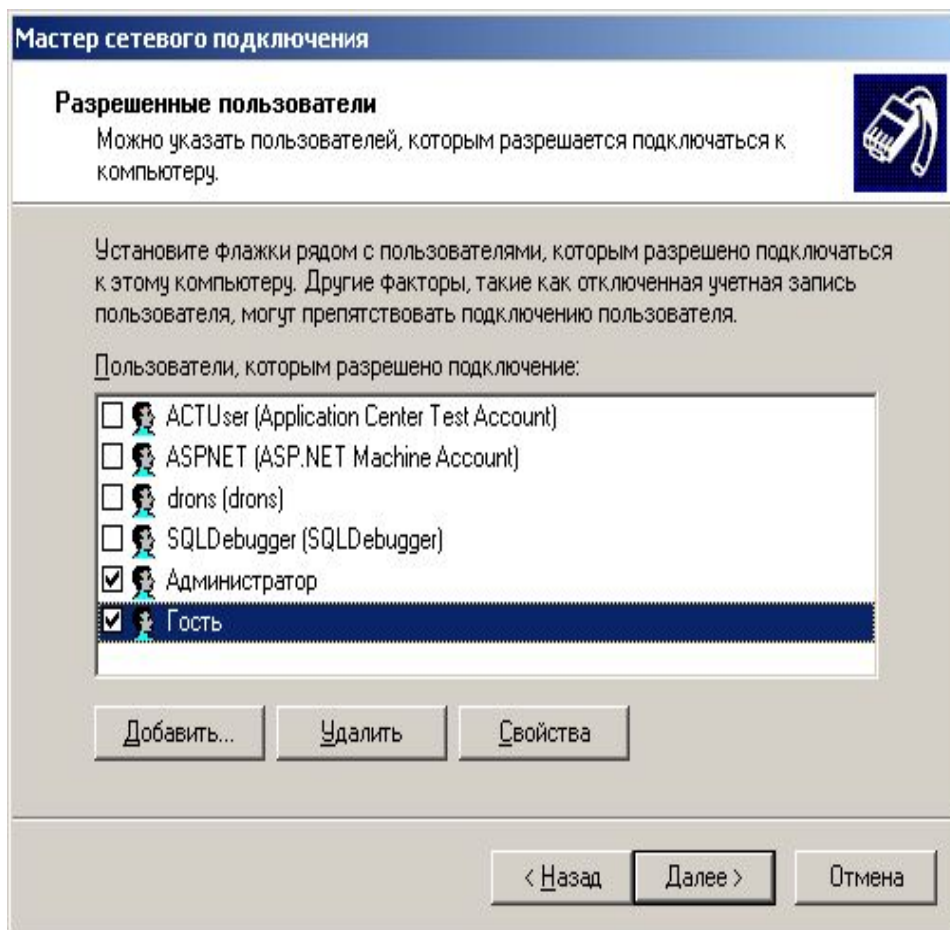 Мастер сетевого подключения
Разрешенные пользователи
Можно указать пользователей, которым разрешается подключаться к
компьютеру.
Установите флажки рядом с пользователями, которым разрешено подключаться
к этому компьютеру. Другие факторы, такие как отключенная учетная запись
пользователя, могут препятствовать подключению пользователя.
Пользователи, которым разрешено подключение:
ACTUser (Application Center Test Account)
ASPNET (ASP.NET Machine Account)
drons (drons)
SQLDebugger (SQLDebugger)
Администратор
Гость
Добавить... Удалить Свойства
< Назад Далее > Отмена